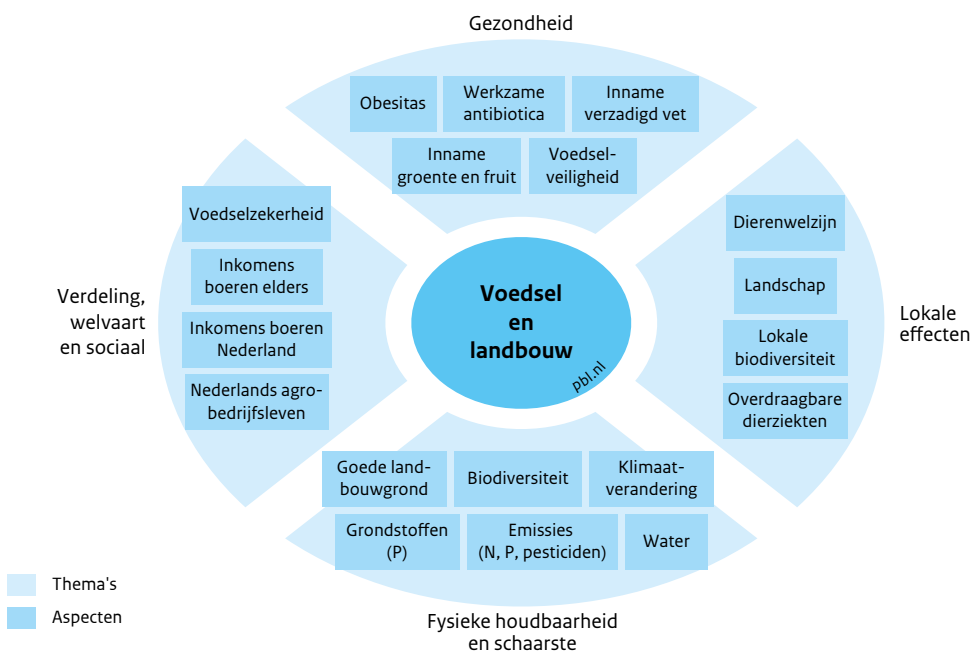 Gezondheid
Obesitas
Werkzame
antibiotica
Inname
verzadigd vet
Inname
groente en fruit
Voedsel-
veiligheid
Verdeling,
welvaart
en sociaal
Voedselzekerheid
Inkomens
boeren elders
Inkomens boeren
Nederland
Nederlands agro-
bedrijfsleven
Voedsel
en
landbouw
pbl.nl
Dierenwelzijn
Landschap
Lokale
biodiversiteit
Overdraagbare
dierziekten
Lokale
effecten
Goede land-
bouwgrond
Biodiversiteit
Klimaat-
verandering
Grondstoffen
(P)
Emissies
(N, P, pesticiden)
Water
Fysieke houdbaarheid
en schaarste
Thema's
Aspecten